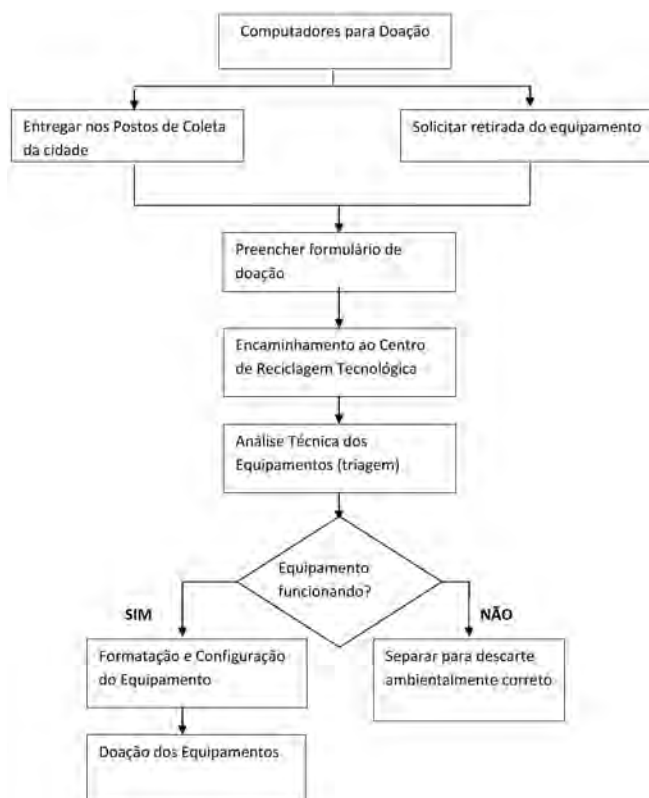 Computadores para Doação
Entregar nos Postos de Coleta
da cidade
Solicitar retirada do equipamento
Preencher formulário de
doação
Encaminhamento ao Centro
de Reciclagem Tecnológica
Análise Técnica dos
Equipamentos (triagem)
Equipamento
funcionando?
SIM
NÃO
Formatação e Configuração
do Equipamento
Separar para descarte
ambientalmente correto
Doação dos Equipamentos